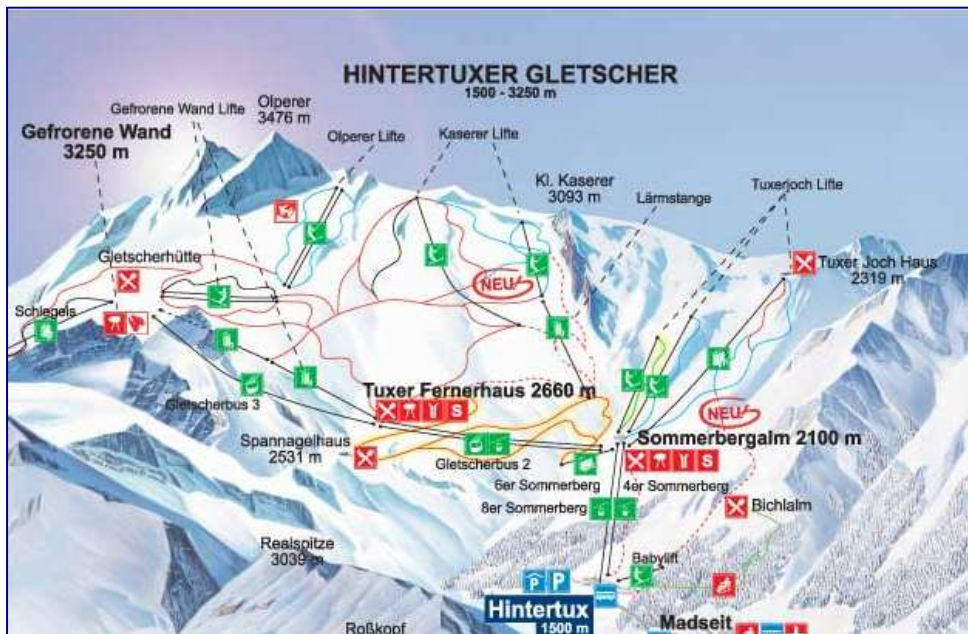 HINTERTUXER GLETSCHER
1500 - 3250 m
Olperer
3476 m
Gefrorene Wand Lifte
Gefrorene Wand
3250 m
Olperer Lifte
Kaserer Lifte
Kl. Kaserer
3093 m
Lärmstange
Tuxerjoch Lifte
Gletscherhütte
Tuxer Joch Haus
2319 m
NEU
Schlegeis
Tuxer Fernerhaus 2660 m
S
Gletscherbus 3
NEU
Spannagelhaus
2531 m
Gletscherbus 2
Sommerbergalm 2100 m
S
6er Sommerberg
4er Sommerberg
8er Sommerberg
Bichlalm
Realspitze
3039 m
Babylift
P
P
Hintertux
1500 m
Madseit
Roßkopf